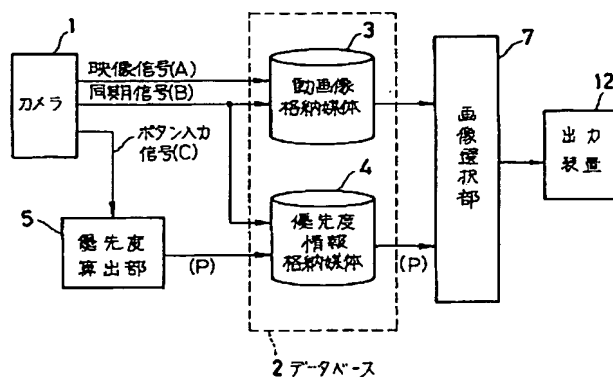 1
カメラ
映像信号(A)
同期信号(B)
ボタン入力
信号(C)
5
優先度
算出部
(P)
3
動画像
格納媒体
4
優先度
情報
格納媒体
(P)
2 データベース
7
画像選択部
12
出力
装置